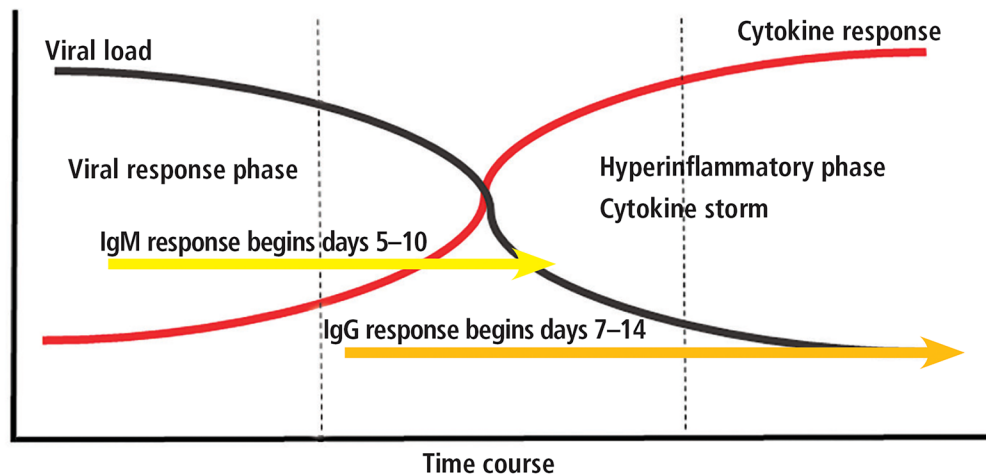 Viral load
Cytokine response
Viral response phase
Hyperinflammatory phase
Cytokine storm
IgM response begins days 5–10
IgG response begins days 7–14
Time course